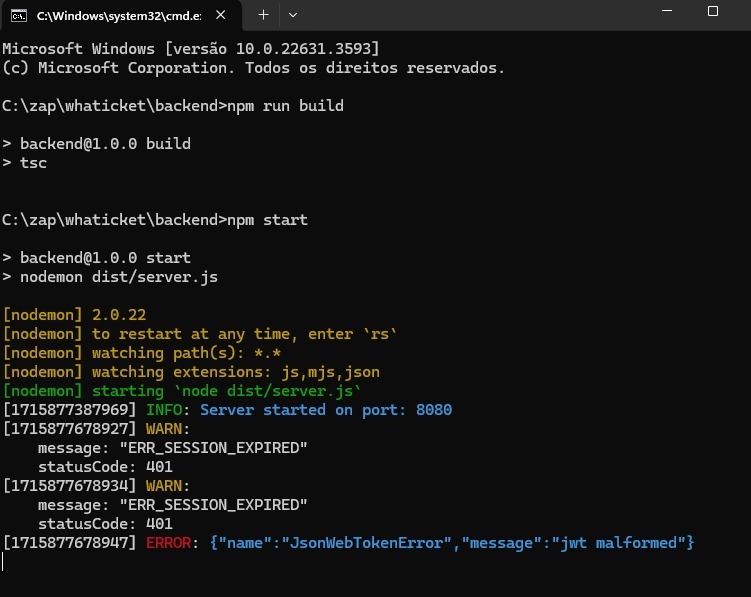 C:\Windows\system32\cmd.e:
Microsoft Windows [versão 10.0.22631.3593]
(c) Microsoft Corporation. Todos os direitos reservados.
C:\zap\whaticket\backend>npm run build
> backend@1.0.0 build
> tsc
C:\zap\whaticket\backend>npm start
> backend@1.0.0 start
> nodemon dist/server.js
[nodemon] 2.0.22
[nodemon] to restart at any time, enter `rs`
[nodemon] watching path(s): *.*
[nodemon] watching extensions: js,mjs,json
[nodemon] starting `node dist/server.js`
[1715877387969] INFO: Server started on port: 8080
[1715877678927] WARN:
message: "ERR_SESSION_EXPIRED"
statusCode: 401
[1715877678934] WARN:
message: "ERR_SESSION_EXPIRED"
statusCode: 401
[1715877678947] ERROR: {"name":"JsonWebTokenError","message":"jwt malformed"}